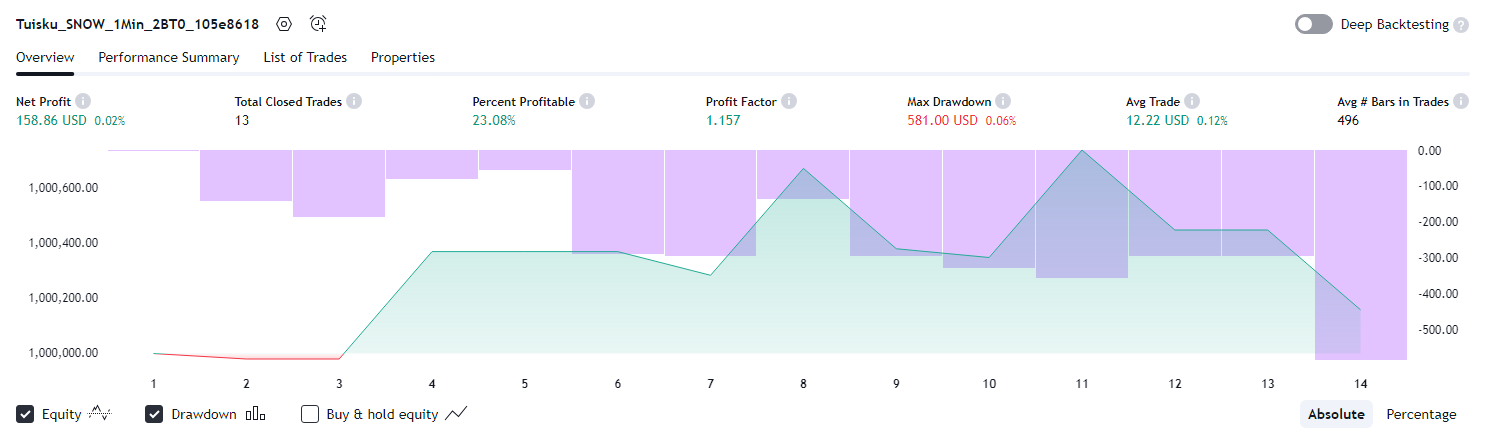 Tuisku_SNOW_1Min_2BT0_105e8618
Deep Backtesting ?
Overview Performance Summary List of Trades Properties
Net Profit i Total Closed Trades i Percent Profitable i Profit Factor i Max Drawdown i Avg Trade i Avg # Bars in Trades i
158.86 USD 0.02% 13 23.08% 1.157 581.00 USD 0.06% 12.22 USD 0.12% 496
0.00
1,000,600.00 -100.00
-200.00
1,000,400.00
-300.00
1,000,200.00 -400.00
-500.00
1,000,000.00
1 2 3 4 5 6 7 8 9 10 11 12 13 14
Equity Drawdown Buy & hold equity Absolute Percentage